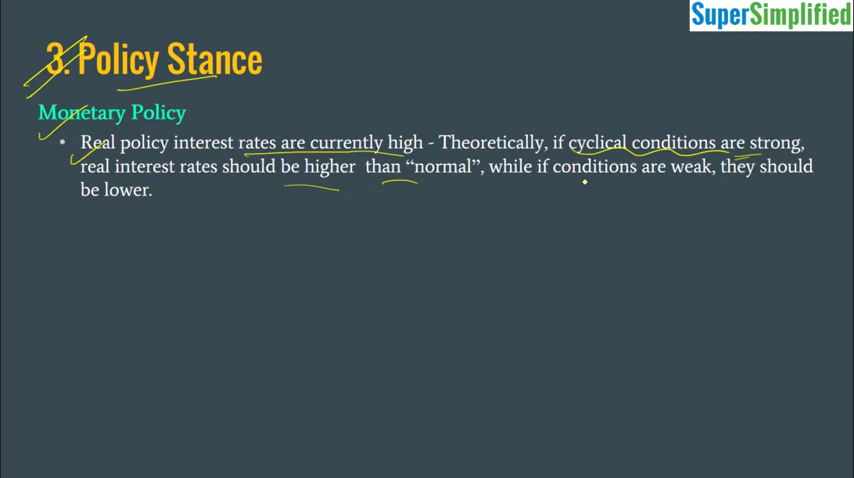 SuperSimplified
3. Policy Stance
Monetary Policy
• Real policy interest rates are currently high - Theoretically, if cyclical conditions are strong,
real interest rates should be higher than “normal”, while if conditions are weak, they should
be lower.